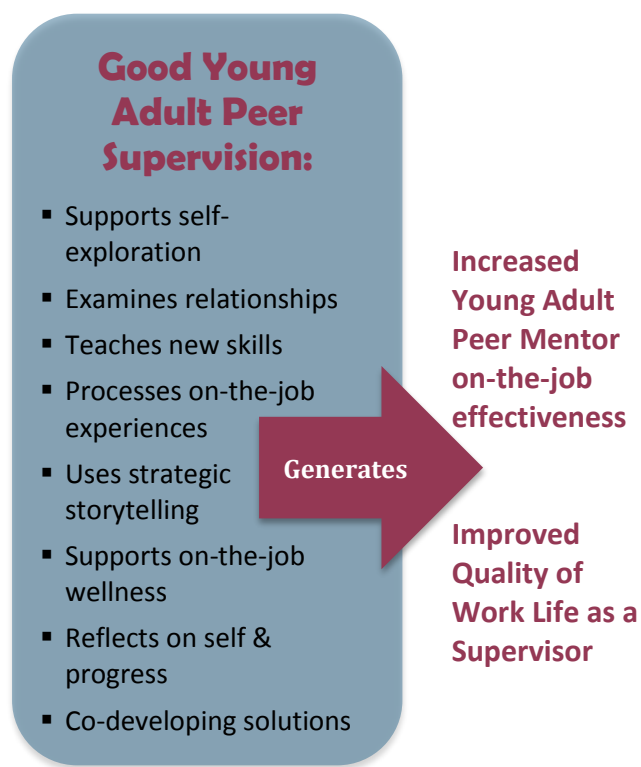 Good Young
Adult Peer
Supervision:
▪ Supports self-
exploration
▪ Examines relationships
▪ Teaches new skills
▪ Processes on-the-job
experiences
▪ Uses strategic
storytelling
▪ Supports on-the-job
wellness
▪ Reflects on self &
progress
▪ Co-developing solutions
Generates
Increased
Young Adult
Peer Mentor
on-the-job
effectiveness
Improved
Quality of
Work Life as a
Supervisor